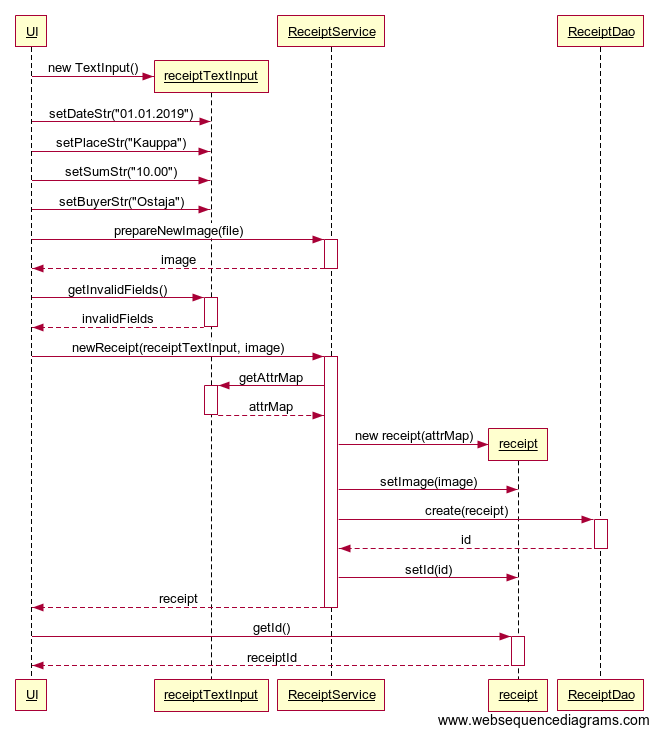 UI ReceiptService ReceiptDao
new TextInput()
receiptTextInput
setDateStr("01.01.2019")
setPlaceStr("Kauppa")
setSumStr("10.00")
setBuyerStr("Ostaja")
prepareNewImage(file)
image
getInvalidFields()
invalidFields
newReceipt(receiptTextInput, image)
getAttrMap
attrMap
new receipt(attrMap)
receipt
setImage(image)
create(receipt)
id
setId(id)
receipt
getId()
receiptId
UI receiptTextInput ReceiptService receipt ReceiptDao
www.websequencediagrams.com